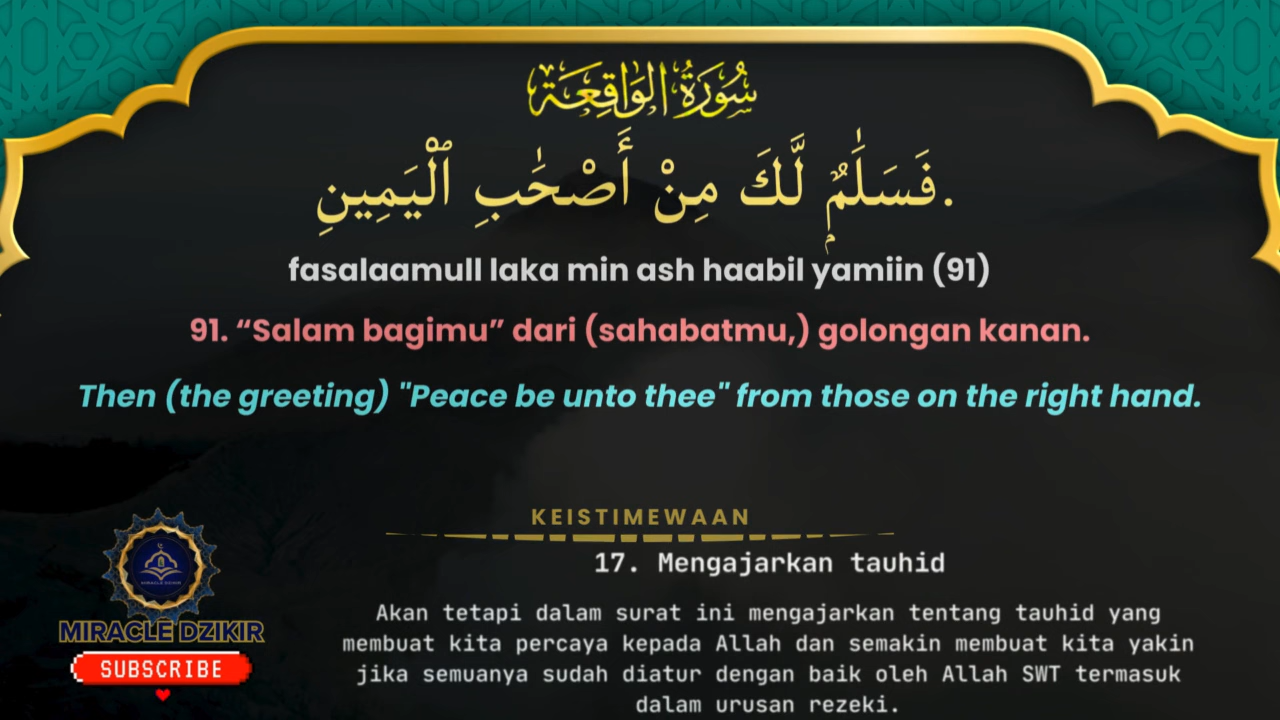 سُورَةُ الوَاقِعَة
فَسَلَٰمٌۭ لَّكَ مِنْ أَصْحَٰبِ ٱلْيَمِينِ.
fasalaamull laka min ash haabil yamiin (91)
91. “Salam bagimu” dari (sahabatmu,) golongan kanan.
Then (the greeting) "Peace be unto thee" from those on the right hand.
KEISTIMEWAAN
17. Mengajarkan tauhid
Akan tetapi dalam surat ini mengajarkan tentang tauhid yang
membuat kita percaya kepada Allah dan semakin membuat kita yakin
jika semuanya sudah diatur dengan baik oleh Allah SWT termasuk
dalam urusan rezeki.
MIRACLE DZIKIR
MIRACLE DZIKIR
SUBSCRIBE